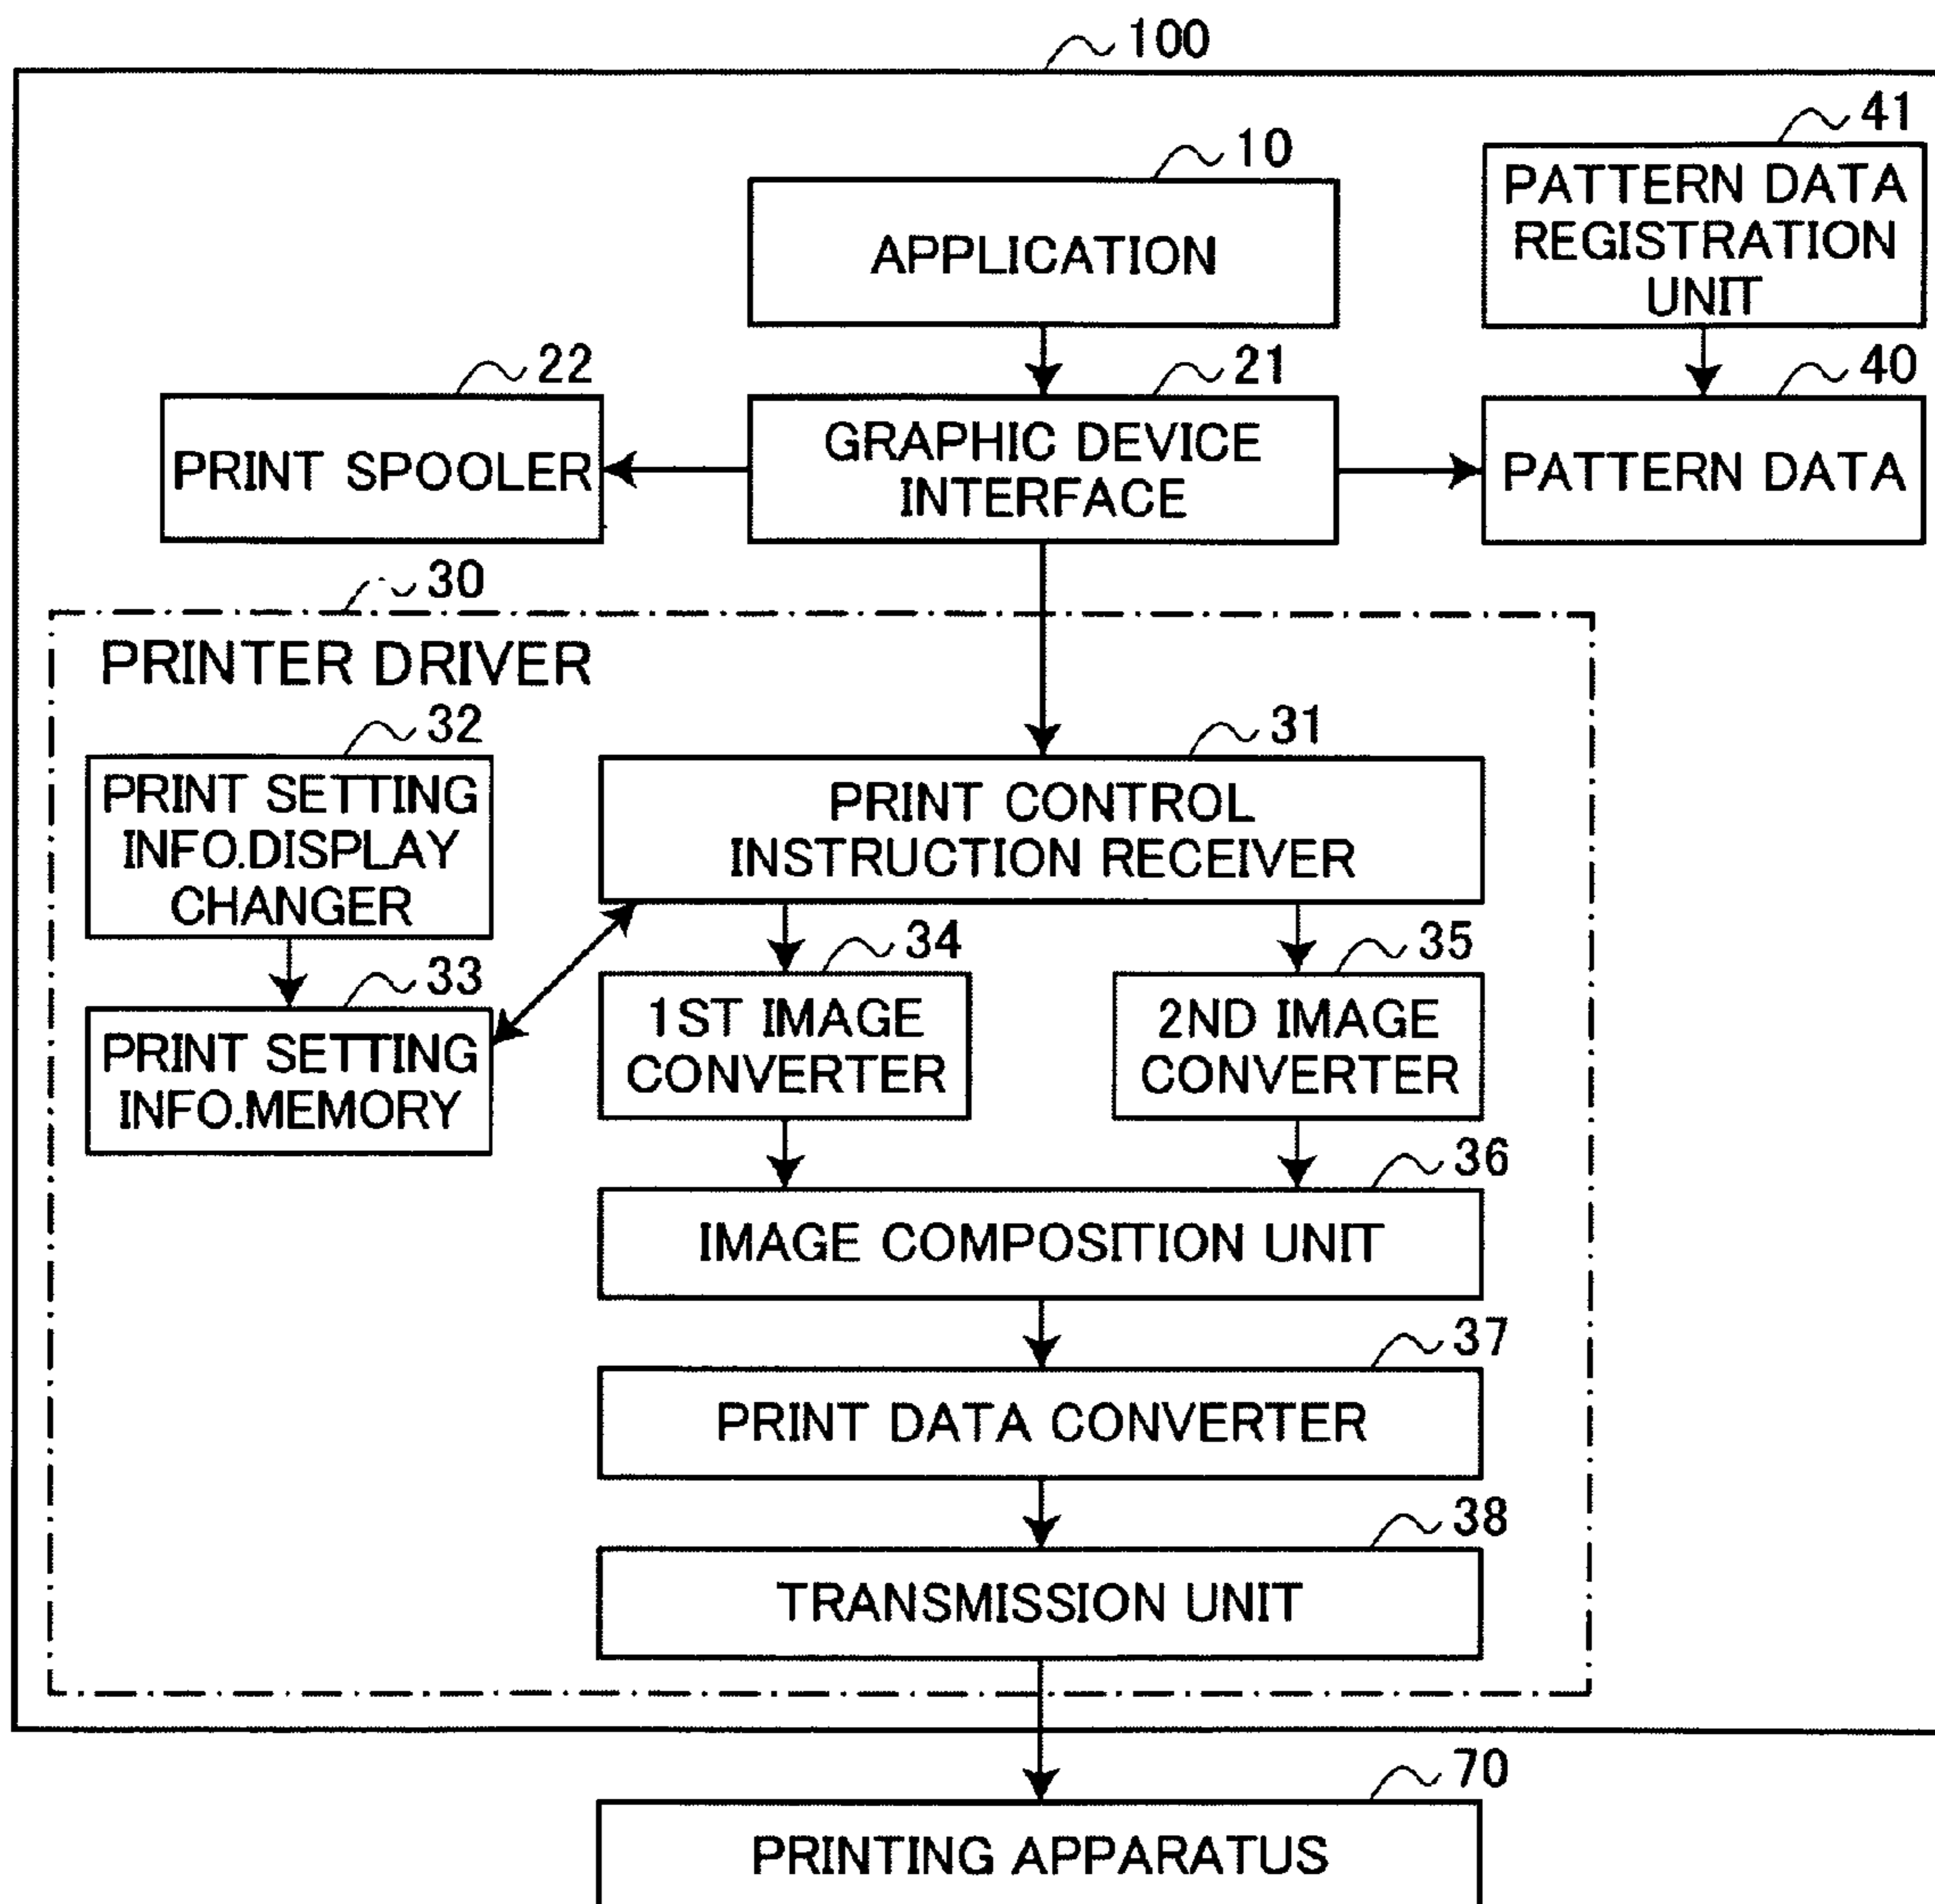 100
41
PATTERN DATA
REGISTRATION
UNIT
10
APPLICATION
22
PRINT SPOOLER
21
GRAPHIC DEVICE
INTERFACE
40
PATTERN DATA
30
PRINTER DRIVER
32
PRINT SETTING
INFO.DISPLAY
CHANGER
31
PRINT CONTROL
INSTRUCTION RECEIVER
33
PRINT SETTING
INFO.MEMORY
34
1ST IMAGE
CONVERTER
35
2ND IMAGE
CONVERTER
36
IMAGE COMPOSITION UNIT
37
PRINT DATA CONVERTER
38
TRANSMISSION UNIT
70
PRINTING APPARATUS